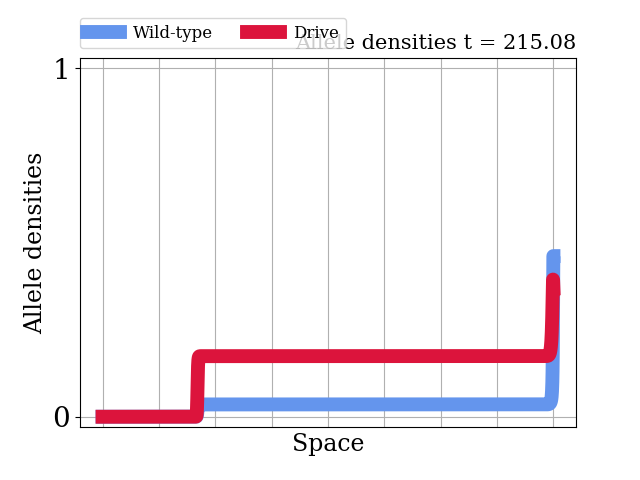 Wild-type Drive
Allele densities t = 215.08
1
Allele densities
0
Space